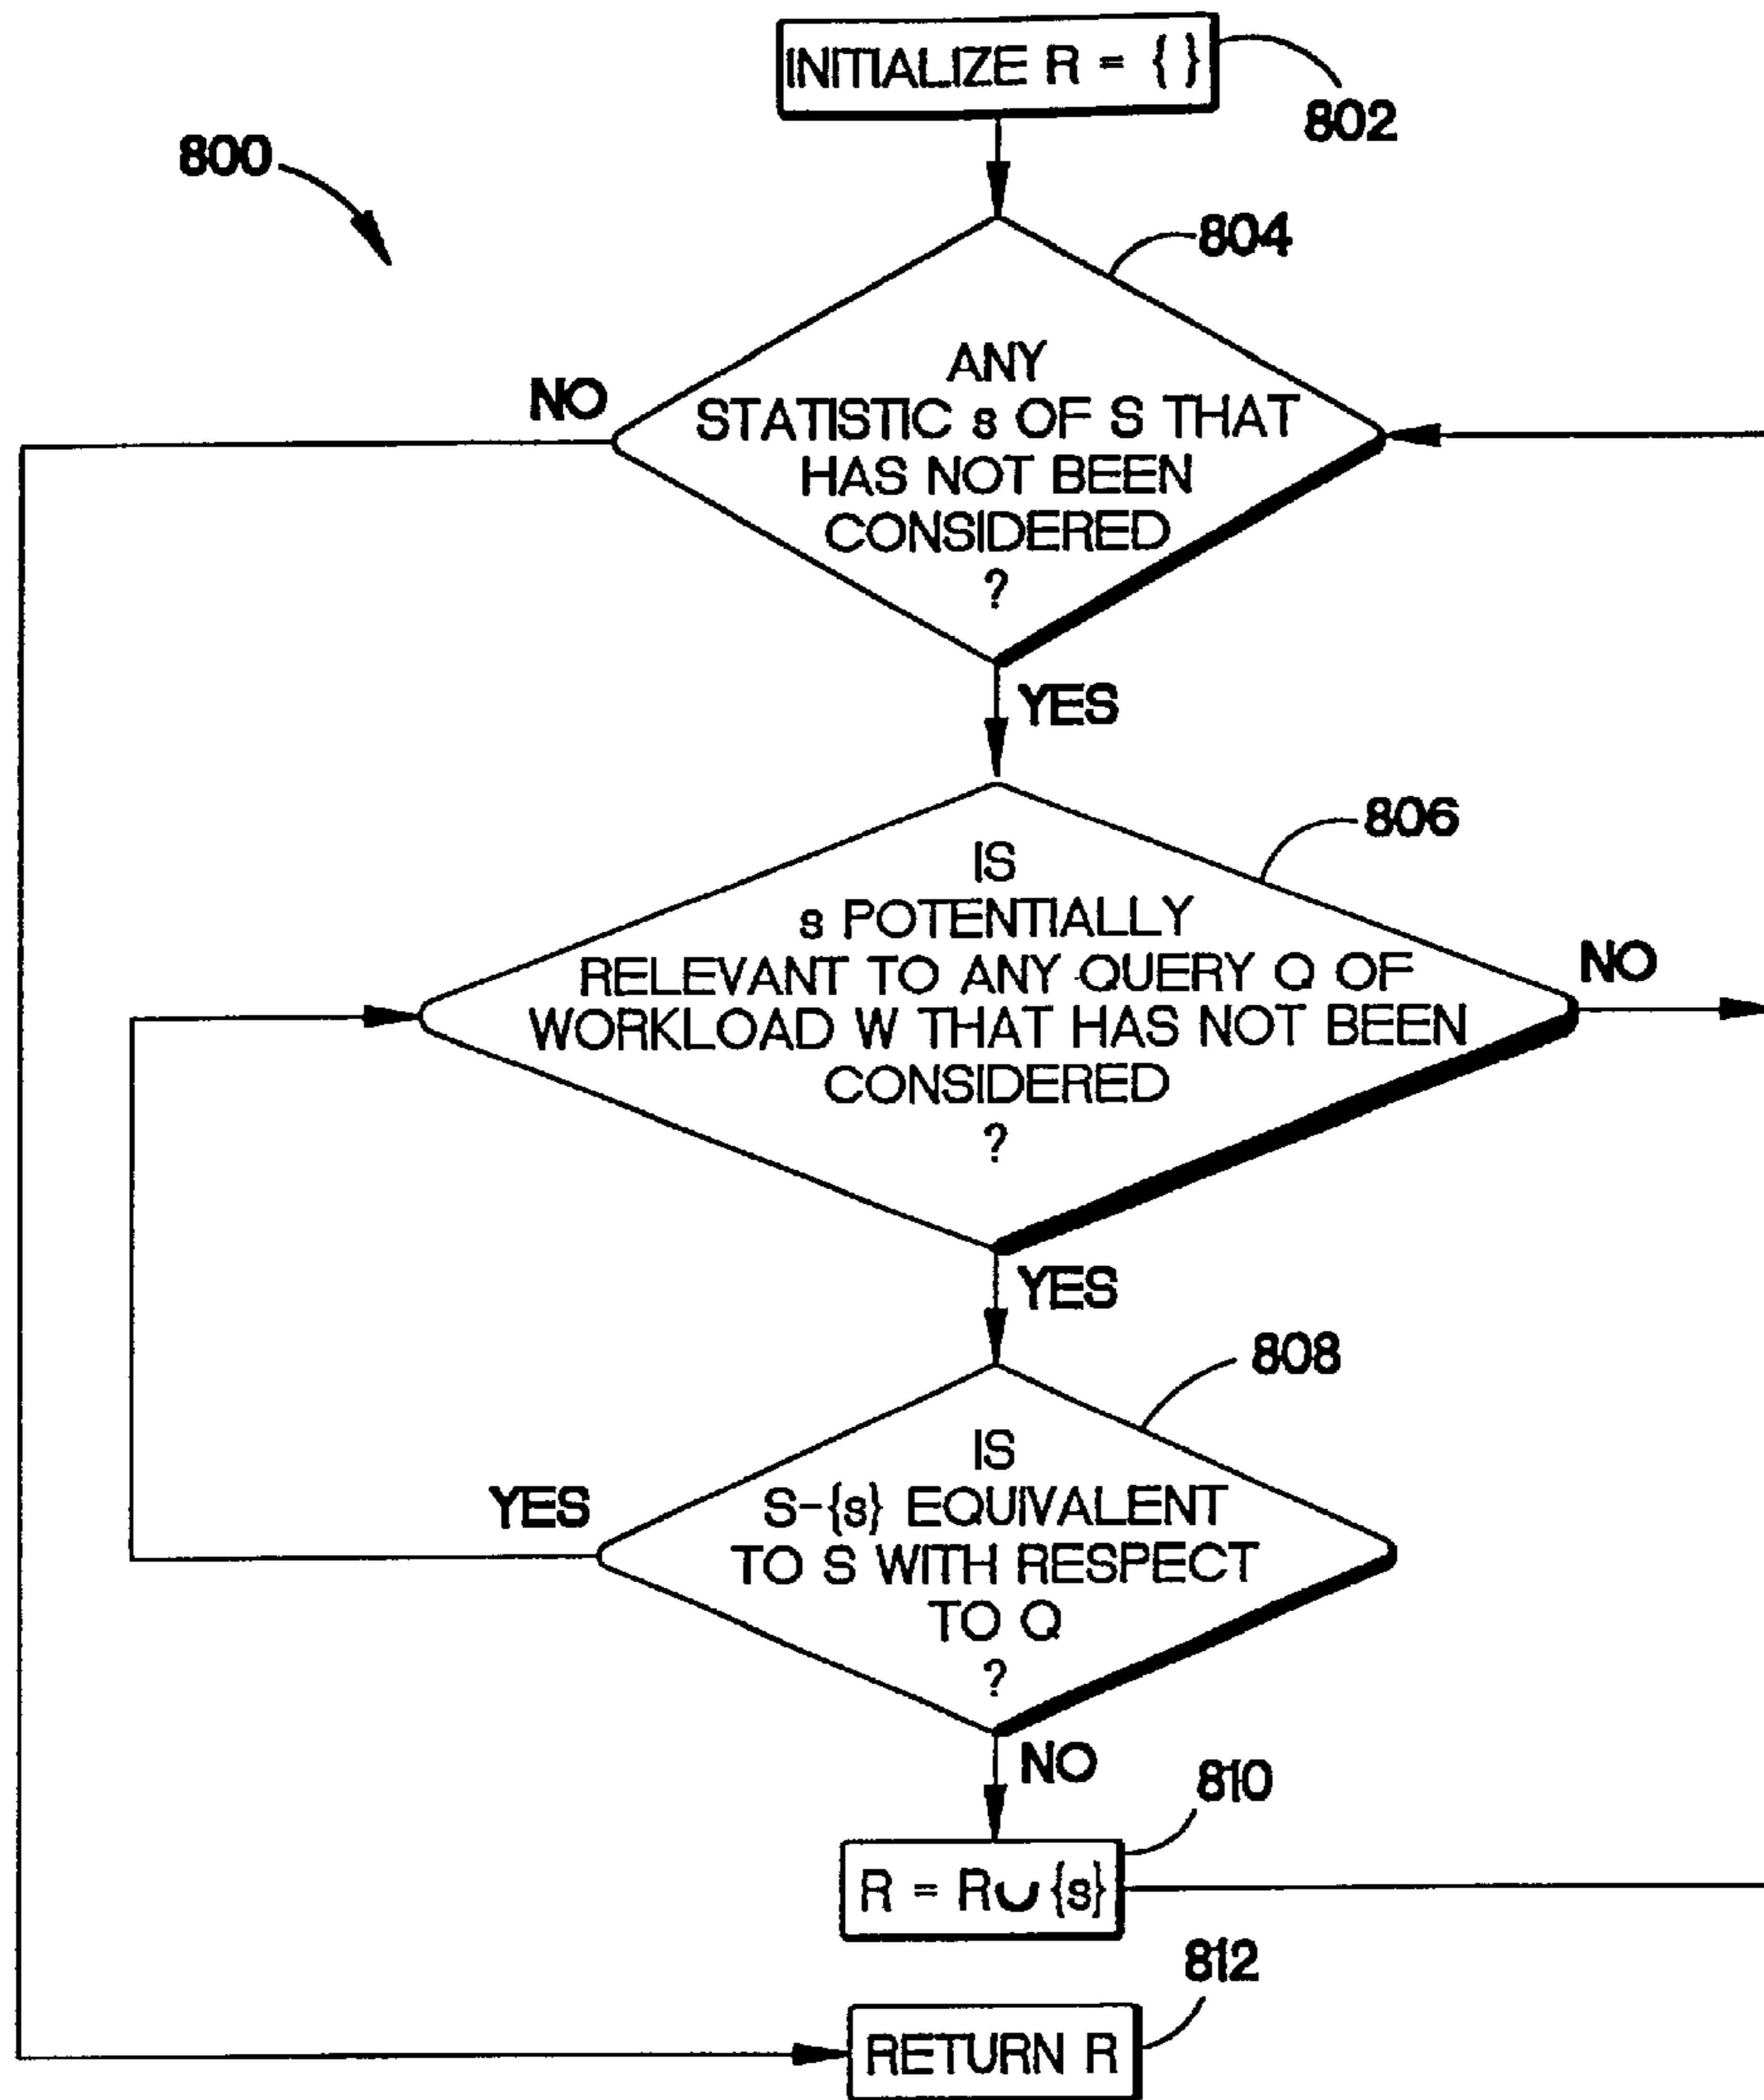 INITIALIZE R = { }
802
800
804
ANY
STATISTIC s OF S THAT
HAS NOT BEEN
CONSIDERED
?
NO
YES
806
IS
s POTENTIALLY
RELEVANT TO ANY QUERY Q OF
WORKLOAD W THAT HAS NOT BEEN
CONSIDERED
?
NO
YES
808
IS
S-{s} EQUIVALENT
TO S WITH RESPECT
TO Q
?
YES
NO
810
R = R∪{s}
812
RETURN R